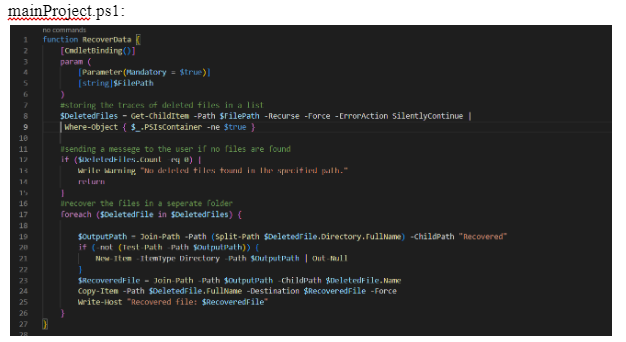 mainProject.ps1:
no commands
1 function RecoverData {
2 [CmdletBinding()]
3 param (
4 [Parameter(Mandatory = $true)]
5 [string]$FilePath
6 )
7 #storing the traces of deleted files in a list
8 $DeletedFiles = Get-ChildItem -Path $FilePath -Recurse -Force -ErrorAction SilentlyContinue |
9 Where-Object { $_.PSIsContainer -ne $true }
10
11 #sending a messege to the user if no files are found
12 if ($DeletedFiles.Count -eq 0) {
13 Write-Warning "No deleted files found in the specified path."
14 return
15 }
16 #recover the files in a seperate folder
17 foreach ($DeletedFile in $DeletedFiles) {
18
19 $OutputPath = Join-Path -Path (Split-Path $DeletedFile.Directory.FullName) -ChildPath "Recovered"
20 if (-not (Test-Path -Path $OutputPath)) {
21 New-Item -ItemType Directory -Path $OutputPath | Out-Null
22 }
23 $RecoveredFile = Join-Path -Path $OutputPath -ChildPath $DeletedFile.Name
24 Copy-Item -Path $DeletedFile.FullName -Destination $RecoveredFile -Force
25 Write-Host "Recovered file: $RecoveredFile"
26 }
27 }
28